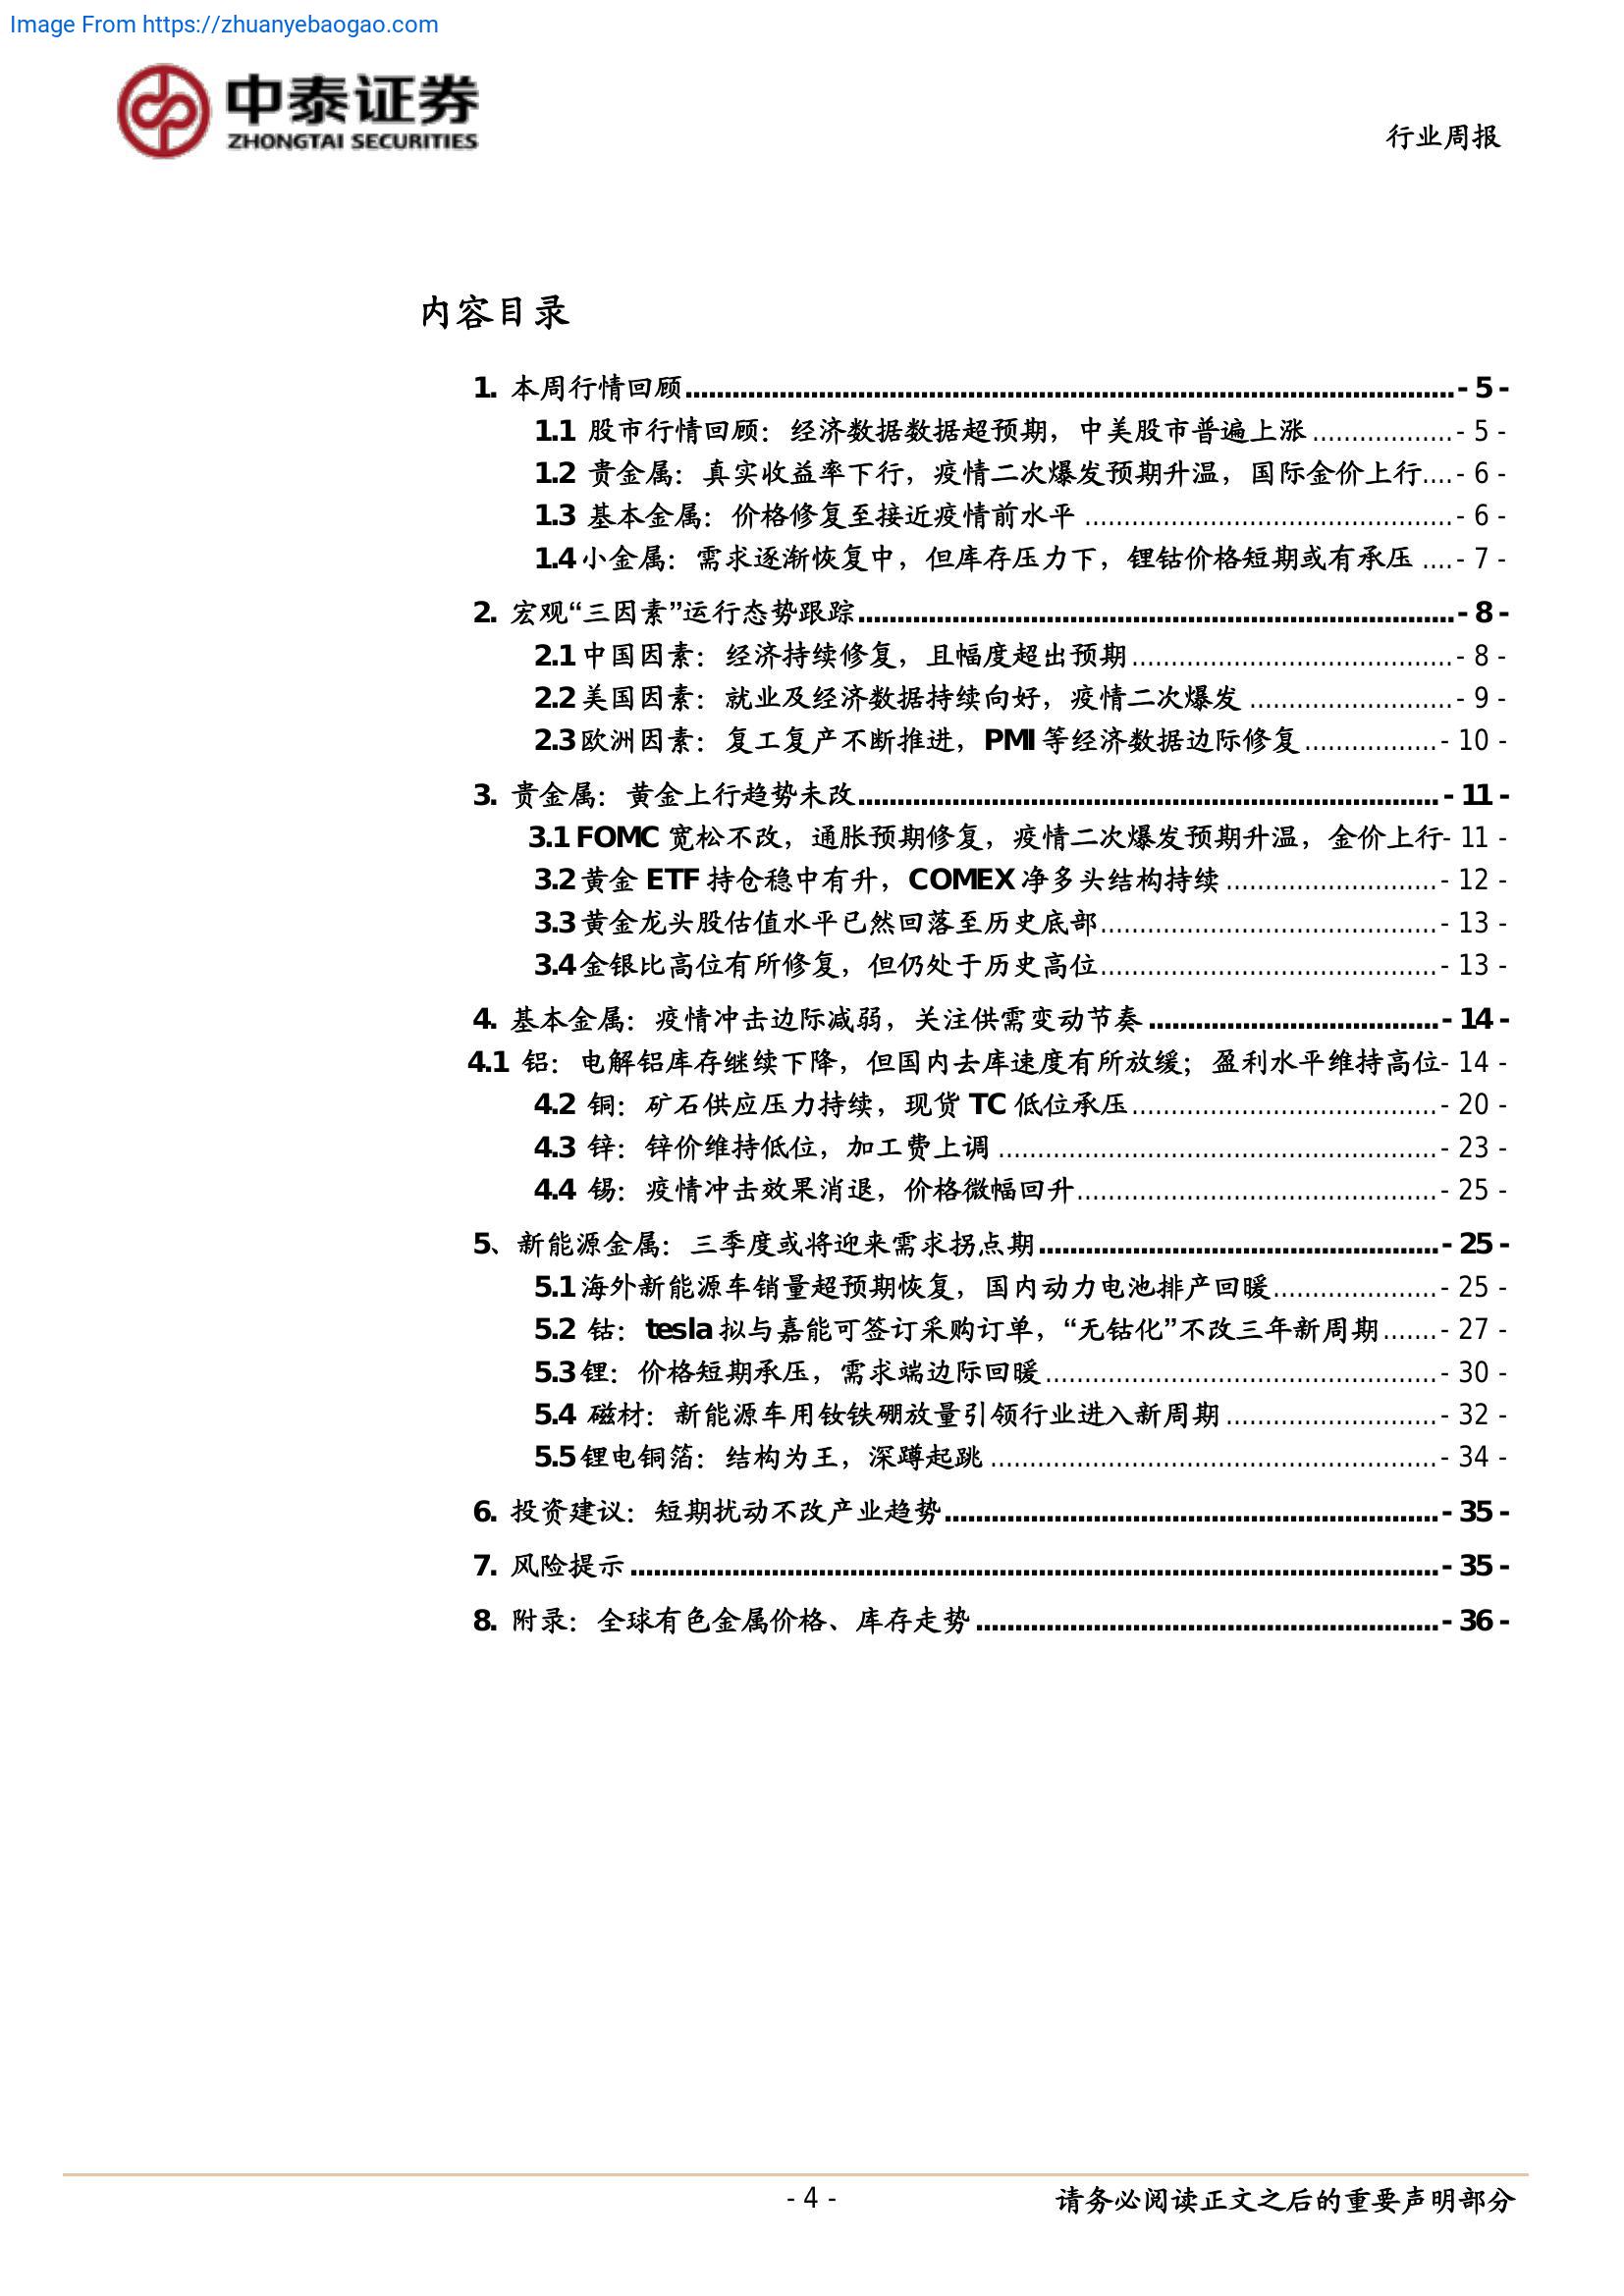 Image From https://zhuanyebaogao.com
中泰证券
ZHONGTAI SECURITIES
行业周报
内容目录
1. 本周行情回顾 - 5 -
1.1 股市行情回顾：经济数据数据超预期，中美股市普遍上涨 - 5 -
1.2 贵金属：真实收益率下行，疫情二次爆发预期升温，国际金价上行 - 6 -
1.3 基本金属：价格修复至接近疫情前水平 - 6 -
1.4 小金属：需求逐渐恢复中，但库存压力下，锂钴价格短期或有承压 - 7 -
2. 宏观“三因素”运行态势跟踪 - 8 -
2.1 中国因素：经济持续修复，且幅度超出预期 - 8 -
2.2 美国因素：就业及经济数据持续向好，疫情二次爆发 - 9 -
2.3 欧洲因素：复工复产不断推进，PMI 等经济数据边际修复 - 10 -
3. 贵金属：黄金上行趋势未改 - 11 -
3.1 FOMC 宽松不改，通胀预期修复，疫情二次爆发预期升温，金价上行 - 11 -
3.2 黄金 ETF 持仓稳中有升，COMEX 净多头结构持续 - 12 -
3.3 黄金龙头股估值水平已然回落至历史底部 - 13 -
3.4 金银比高位有所修复，但仍处于历史高位 - 13 -
4. 基本金属：疫情冲击边际减弱，关注供需变动节奏 - 14 -
4.1 铝：电解铝库存继续下降，但国内去库速度有所放缓；盈利水平维持高位 - 14 -
4.2 铜：矿石供应压力持续，现货 TC 低位承压 - 20 -
4.3 锌：锌价维持低位，加工费上调 - 23 -
4.4 锡：疫情冲击效果消退，价格微幅回升 - 25 -
5、新能源金属：三季度或将迎来需求拐点期 - 25 -
5.1 海外新能源车销量超预期恢复，国内动力电池排产回暖 - 25 -
5.2 钴：tesla 拟与嘉能可签订采购订单，“无钴化”不改三年新周期 - 27 -
5.3 锂：价格短期承压，需求端边际回暖 - 30 -
5.4 磁材：新能源车用钕铁硼放量引领行业进入新周期 - 32 -
5.5 锂电铜箔：结构为王，深蹲起跳 - 34 -
6. 投资建议：短期扰动不改产业趋势 - 35 -
7. 风险提示 - 35 -
8. 附录：全球有色金属价格、库存走势 - 36 -
- 4 -
请务必阅读正文之后的重要声明部分